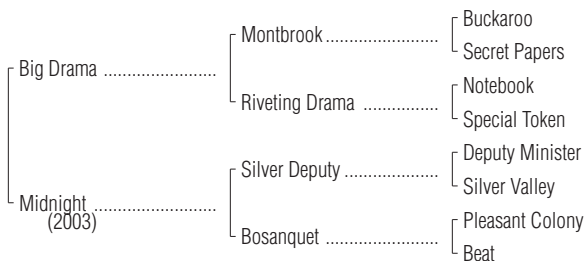 Buckaroo
Montbrook ........................
Secret Papers
Big Drama ........................
Notebook
Riveting Drama ................
Special Token
Deputy Minister
Silver Deputy ....................
Silver Valley
Midnight ..........................
(2003)
Pleasant Colony
Bosanquet ........................
Beat